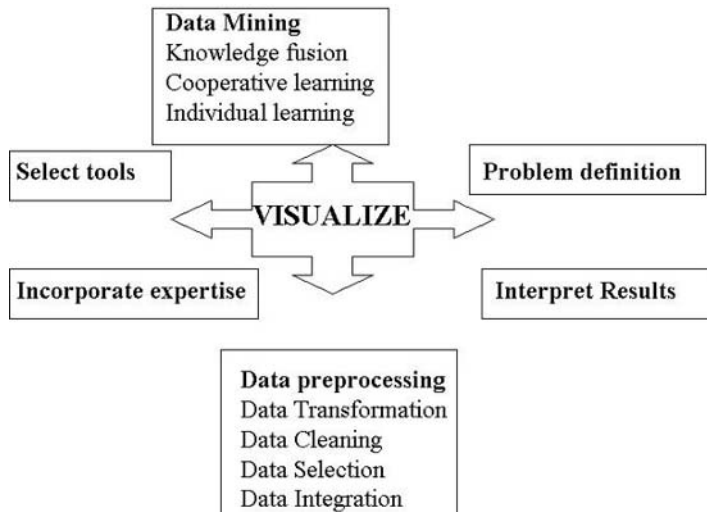 Data Mining
Knowledge fusion
Cooperative learning
Individual learning
Select tools
Problem definition
VISUALIZE
Incorporate expertise
Interpret Results
Data preprocessing
Data Transformation
Data Cleaning
Data Selection
Data Integration